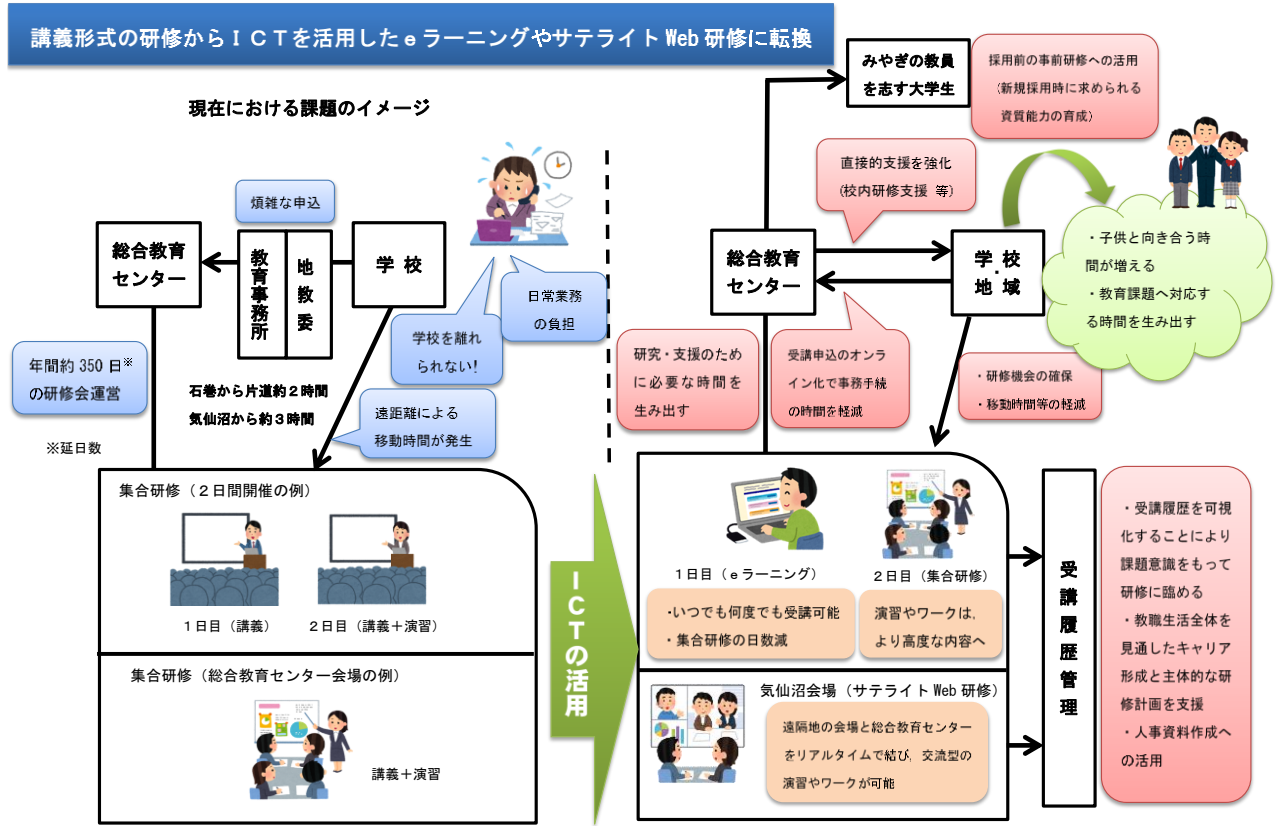 講義形式の研修からＩＣＴを活用したｅラーニングやサテライトWeb研修に転換
現在における課題のイメージ
煩雑な申込
総合教育
センター
教育事務所
地教委
学校
日常業務
の負担
学校を離れ
られない!
年間約350日※
の研修会運営
※延日数
石巻から片道約２時間
気仙沼から約３時間
遠距離による
移動時間が発生
集合研修（２日間開催の例）
１日目（講義）
２日目（講義＋演習）
集合研修（総合教育センター会場の例）
講義＋演習
ICTの活用
みやぎの教員
を志す大学生
採用前の事前研修への活用
(新規採用時に求められる
資質能力の育成)
直接的支援を強化
(校内研修支援 等)
総合教育
センター
学校
・
地域
・子供と向き合う時
間が増える
・教育課題へ対応す
る時間を生み出す
研究・支援のため
に必要な時間を
生み出す
受講申込のオンラ
イン化で事務手続
の時間を軽減
・研修機会の確保
・移動時間等の軽減
１日目（ｅラーニング）
・いつでも何度でも受講可能
・集合研修の日数減
２日目（集合研修）
演習やワークは，
より高度な内容へ
気仙沼会場（サテライトWeb研修）
遠隔地の会場と総合教育センター
をリアルタイムで結び，交流型の
演習やワークが可能
受講履歴管理
・受講履歴を可視
化することにより
課題意識をもって
研修に臨める
・教職生活全体を
見通したキャリア
形成と主体的な研
修計画を支援
・人事資料作成へ
の活用